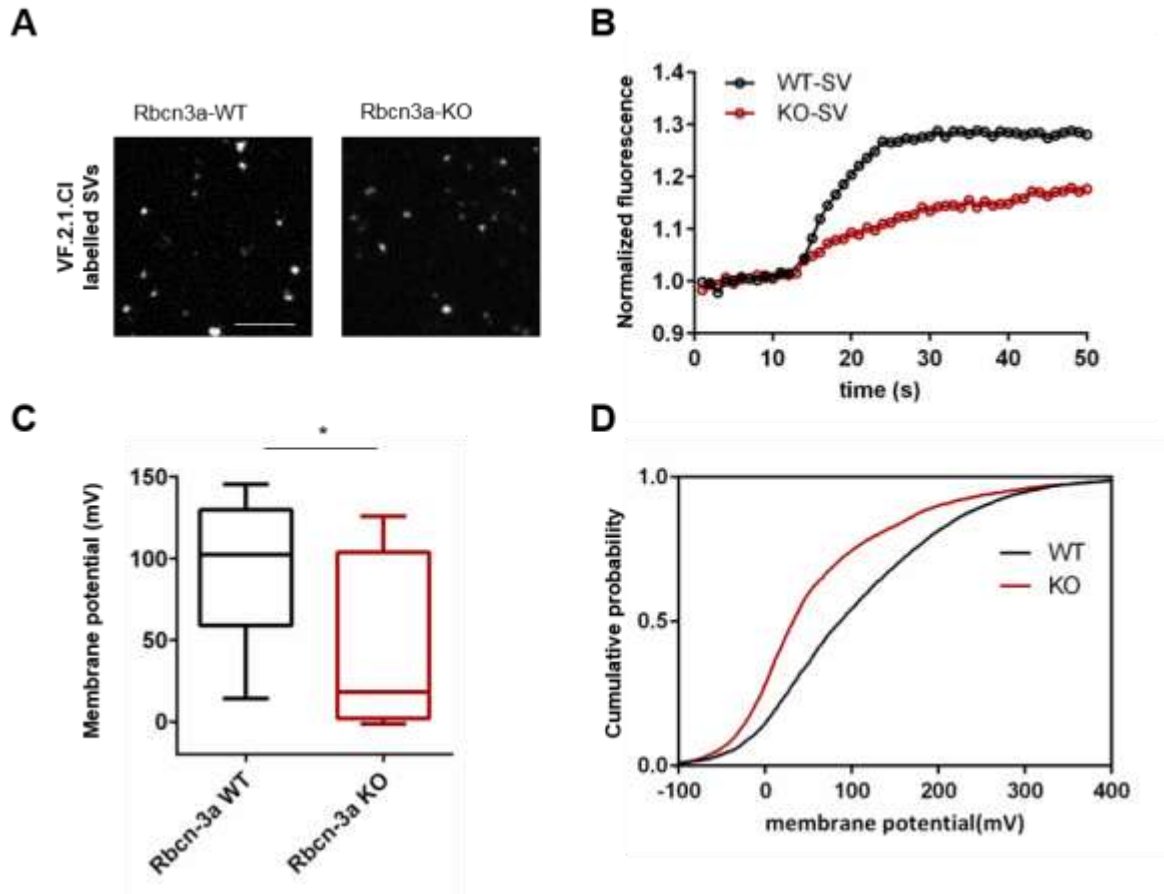 A
Rbcn3a-WT
Rbcn3a-KO
VF.2.1.Cl
labelled SVs
B
1.4
1.3
1.2
1.1
1.0
0.9
Normalized fluorescence
WT-SV
KO-SV
0
10
20
30
40
50
time (s)
C
*
150
100
50
0
Membrane potential (mV)
Rbcn-3a WT
Rbcn-3a KO
D
1.0
0.5
0.0
Cumulative probability
WT
KO
-100
0
100
200
300
400
membrane potential(mV)